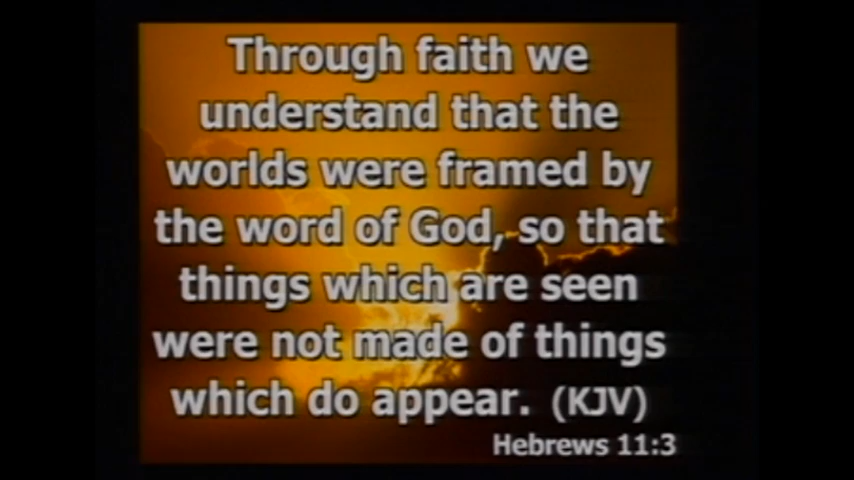 Through faith we
understand that the
worlds were framed by
the word of God, so that
things which are seen
were not made of things
which do appear. (KJV)
Hebrews 11:3